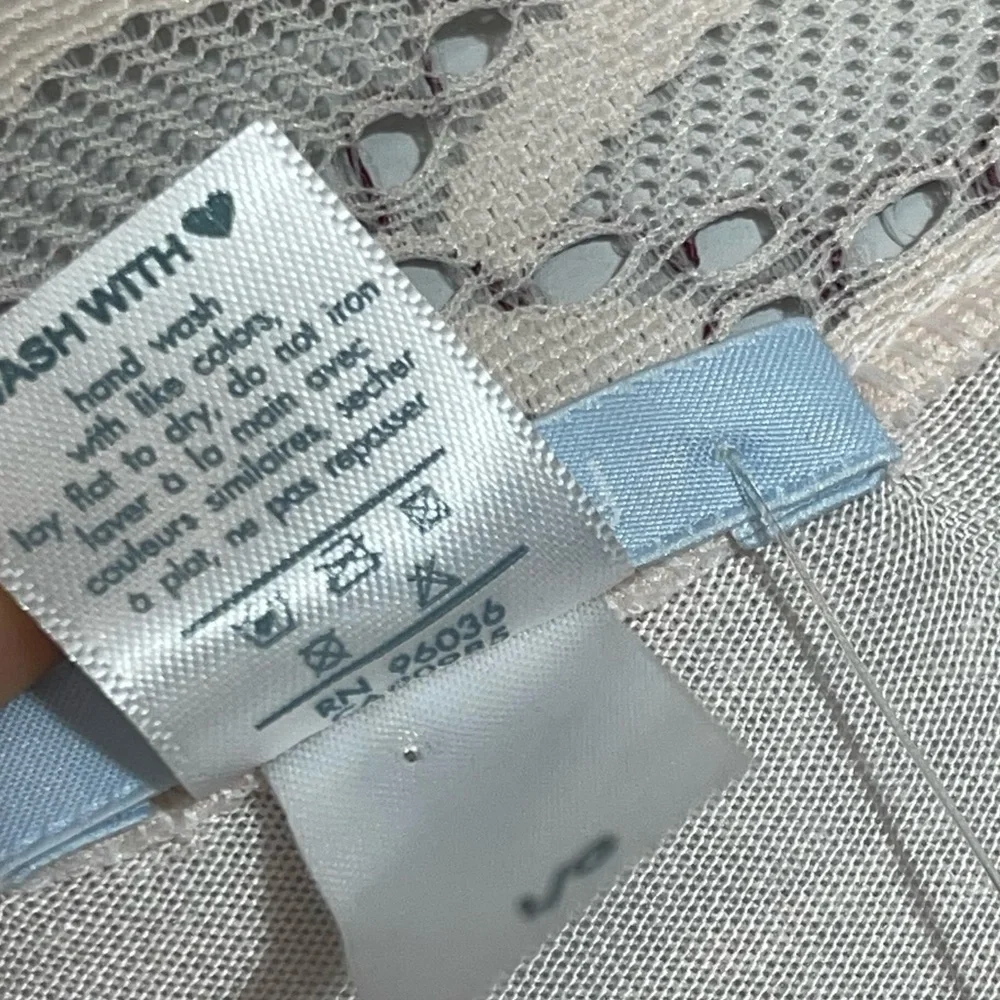 WASH WITH ♥
hand wash
with like colors,
lay flat to dry, do not iron
laver à la main avec
couleurs similaires, secher
a plat, ne pas repasser
RN 96036
S